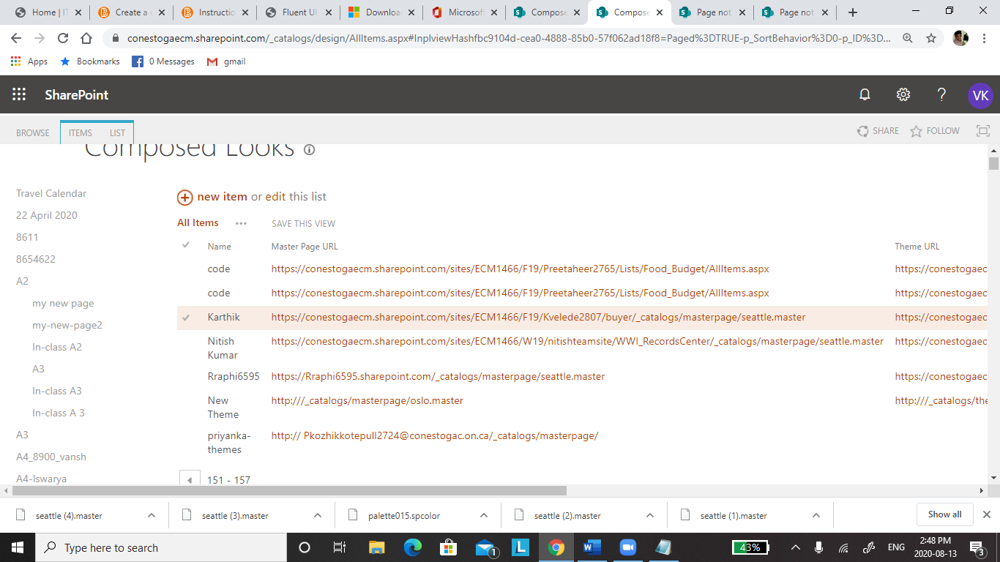 Home | IT
Create a c
Instructio
Fluent UI
Downloa
Microsof
Compose
Compose
Page not
Page not
conestogaecm.sharepoint.com/_catalogs/design/AllItems.aspx#InplviewHashfbc9104d-cea0-4888-85b0-57f062ad18f8=Paged%3DTRUE-p_SortBehavior%3D0-p_ID%3D...
Apps
Bookmarks
0 Messages
gmail
SharePoint
VK
BROWSE
ITEMS
LIST
SHARE
FOLLOW
Composed Looks
Travel Calendar
22 April 2020
8611
8654622
A2
my new page
my-new-page2
In-class A2
A3
In-class A3
In-class A 3
A3
A4_8900_vansh
A4-Iswarya
new item or edit this list
All Items ... SAVE THIS VIEW
Name Master Page URL Theme URL
code https://conestogaecm.sharepoint.com/sites/ECM1466/F19/Preetaheer2765/Lists/Food_Budget/AllItems.aspx https://conestogaec
code https://conestogaecm.sharepoint.com/sites/ECM1466/F19/Preetaheer2765/Lists/Food_Budget/AllItems.aspx https://conestogaec
Karthik https://conestogaecm.sharepoint.com/sites/ECM1466/F19/Kvelede2807/buyer/_catalogs/masterpage/seattle.master https://conestogaec
Nitish https://conestogaecm.sharepoint.com/sites/ECM1466/W19/nitishteamsite/WWI_RecordsCenter/_catalogs/masterpage/seattle.master https://conestogaec
Kumar
Rraphi6595 https://Rraphi6595.sharepoint.com/_catalogs/masterpage/seattle.master https://conestogaec
New http:///_catalogs/masterpage/oslo.master http:///_catalogs/the
Theme
priyanka- http:// Pkozhikkotepull2724@conestogac.on.ca/_catalogs/masterpage/
themes
151 - 157
seattle (4).master
seattle (3).master
palette015.spcolor
seattle (2).master
seattle (1).master
Show all
Type here to search
1
L
W
43%
ENG
2:48 PM
2020-08-13
3